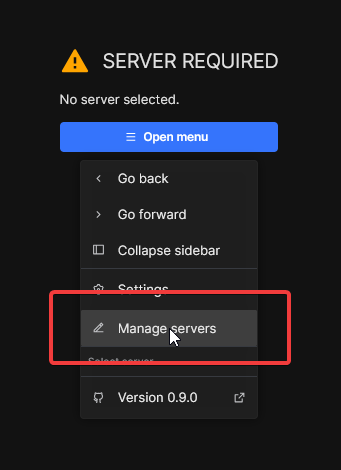 SERVER REQUIRED
No server selected.
Open menu
Go back
Go forward
Collapse sidebar
Settings
Manage servers
Select server
Version 0.9.0